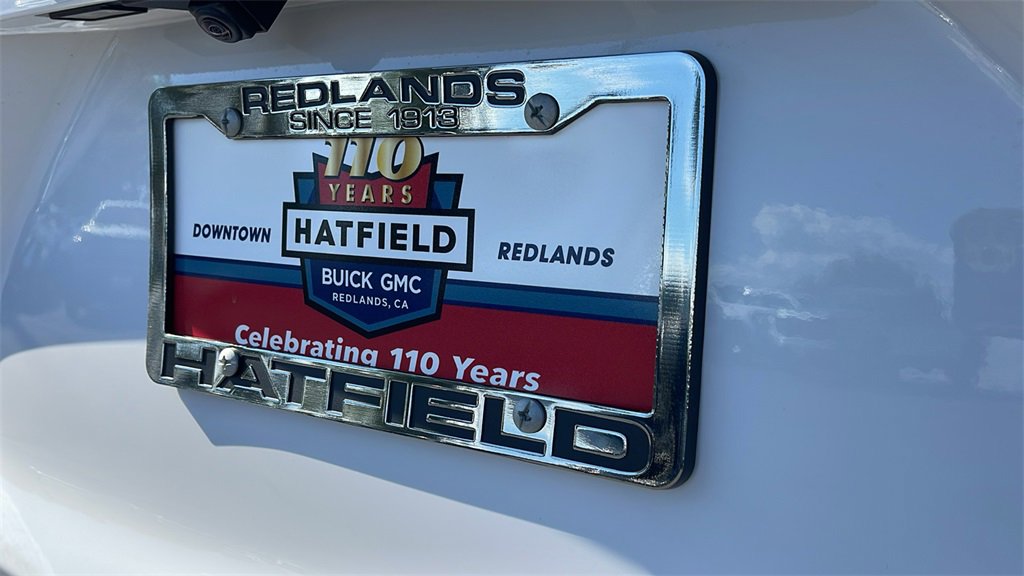 REDLANDS
SINCE 1913
110
YEARS
DOWNTOWN HATFIELD REDLANDS
BUICK GMC
REDLANDS, CA
Celebrating 110 Years
HATFIELD